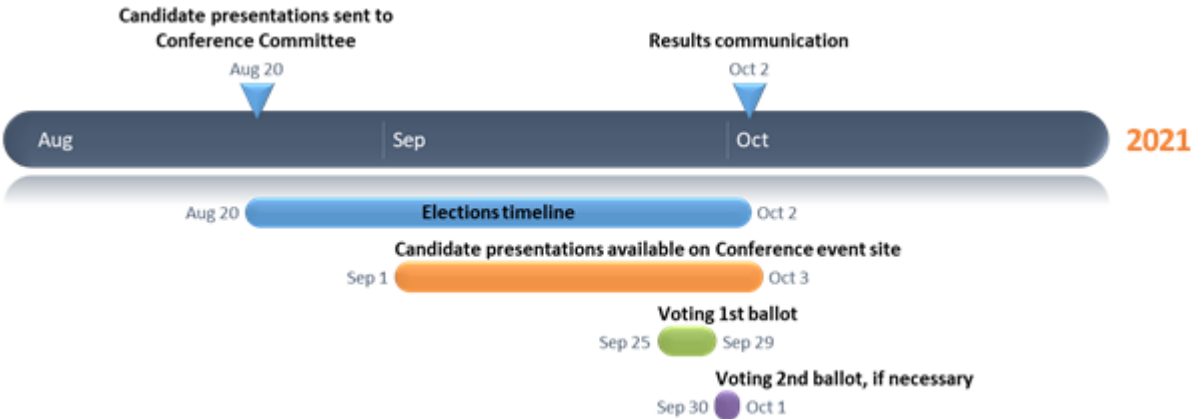 Candidate presentations sent to
Conference Committee
Aug 20
Results communication
Oct 2
Aug
Sep
Oct
2021
Aug 20
Elections timeline
Oct 2
Candidate presentations available on Conference event site
Sep 1
Oct 3
Voting 1st ballot
Sep 25
Sep 29
Voting 2nd ballot, if necessary
Sep 30
Oct 1